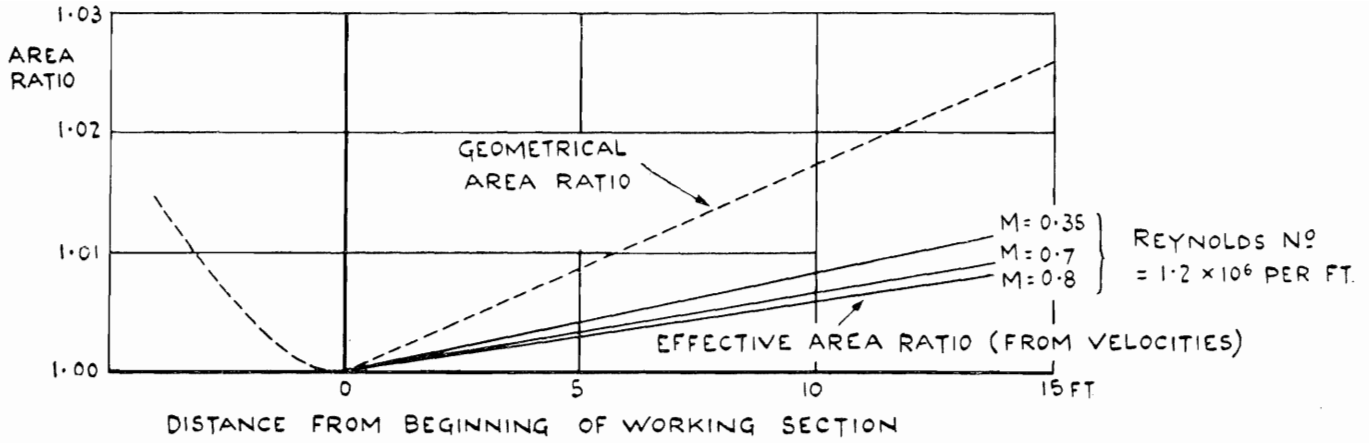 1.03
AREA
RATIO
1.02
GEOMETRICAL
AREA RATIO
M = 0.35
1.01
M = 0.7
REYNOLDS Nº
M = 0.8
= 1.2 × 10⁶ PER FT.
EFFECTIVE AREA RATIO (FROM VELOCITIES)
1.00
0 5 10 15 FT
DISTANCE FROM BEGINNING OF WORKING SECTION